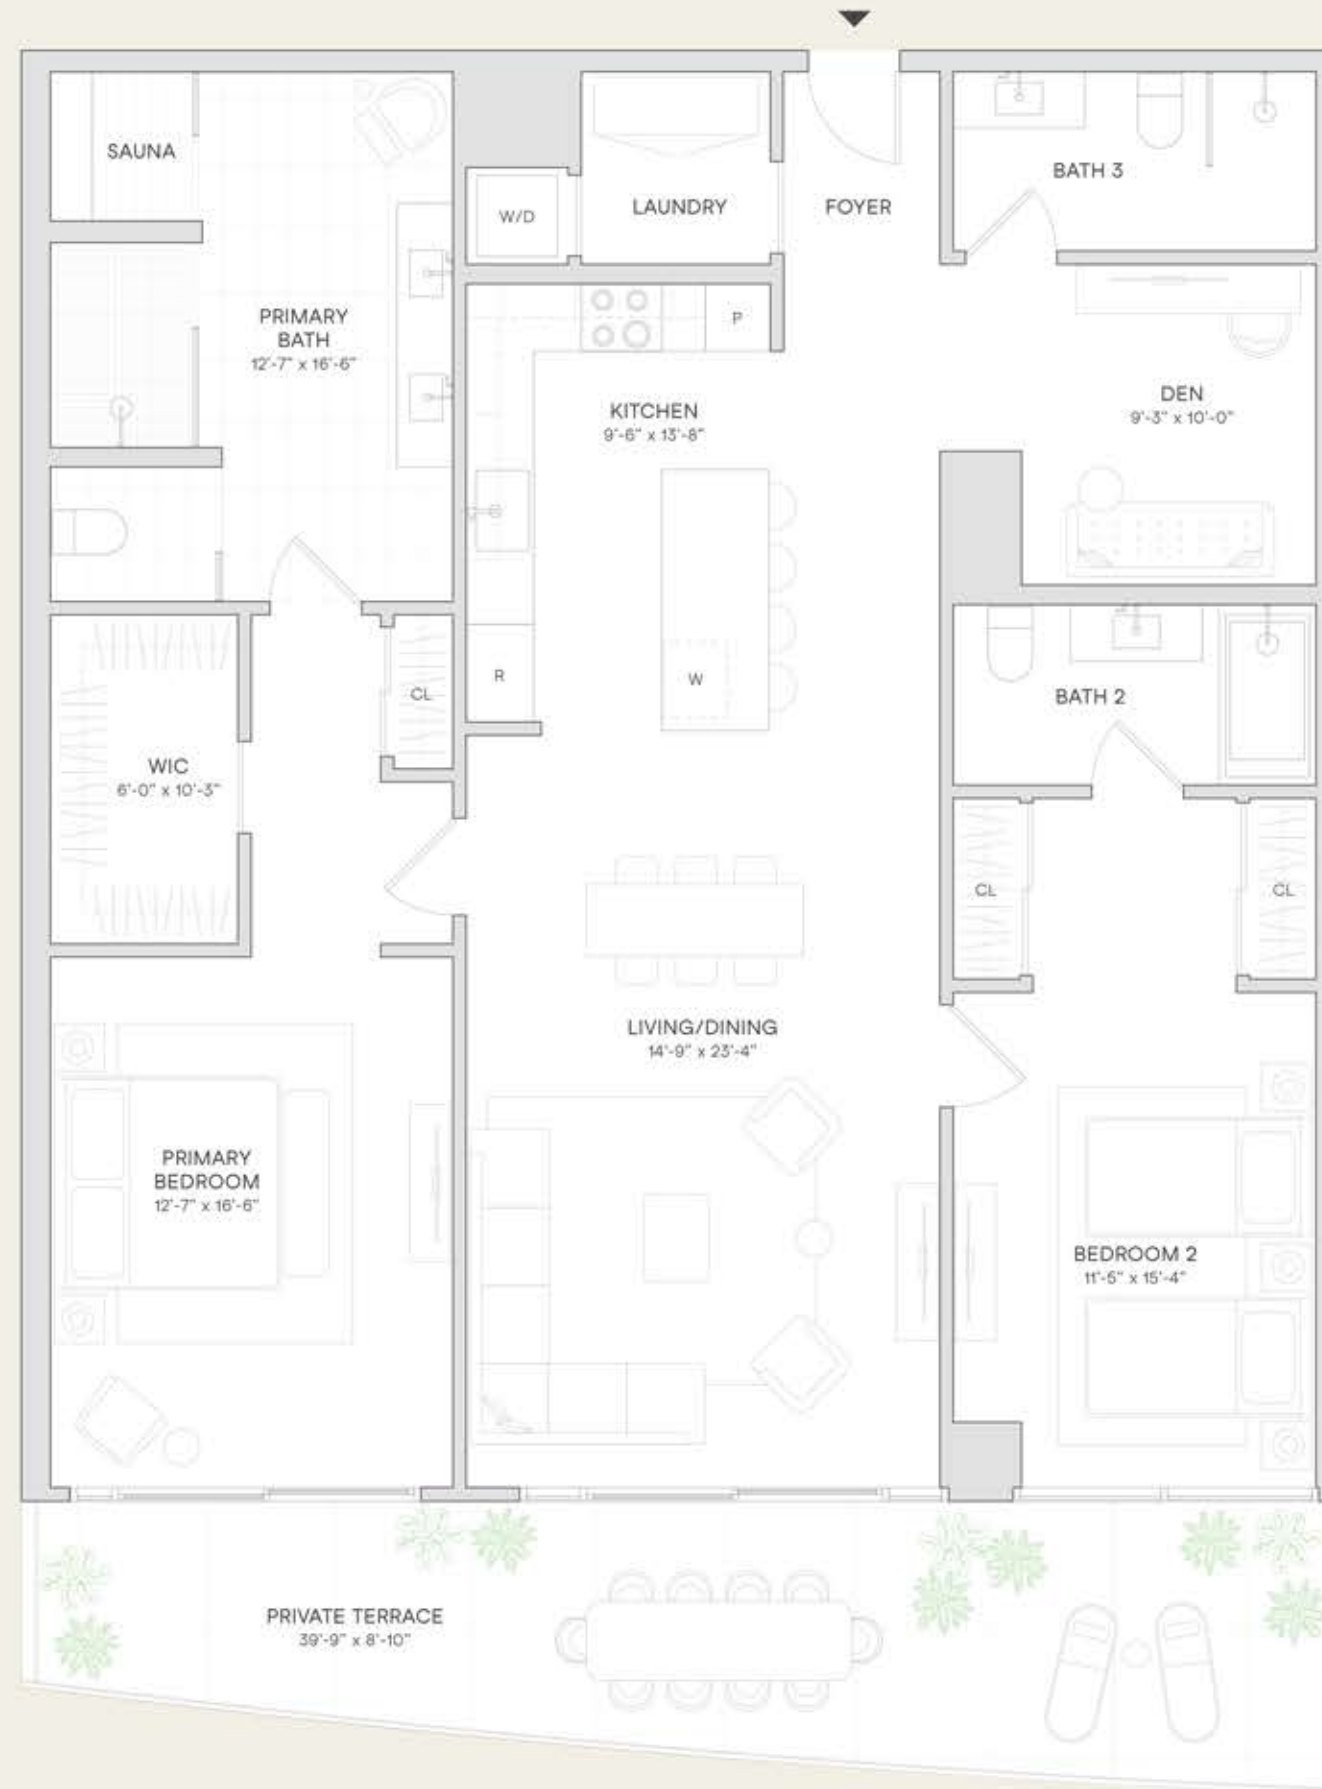 SAUNA
W/D
LAUNDRY
FOYER
BATH 3
PRIMARY
BATH
12'-7" x 16'-6"
P
KITCHEN
9'-6" x 13'-8"
DEN
9'-3" x 10'-0"
R
W
CL
BATH 2
WIC
6'-0" x 10'-3"
CL
CL
LIVING/DINING
14'-9" x 23'-4"
PRIMARY
BEDROOM
12'-7" x 16'-6"
BEDROOM 2
11'-5" x 15'-4"
PRIVATE TERRACE
39'-9" x 8'-10"